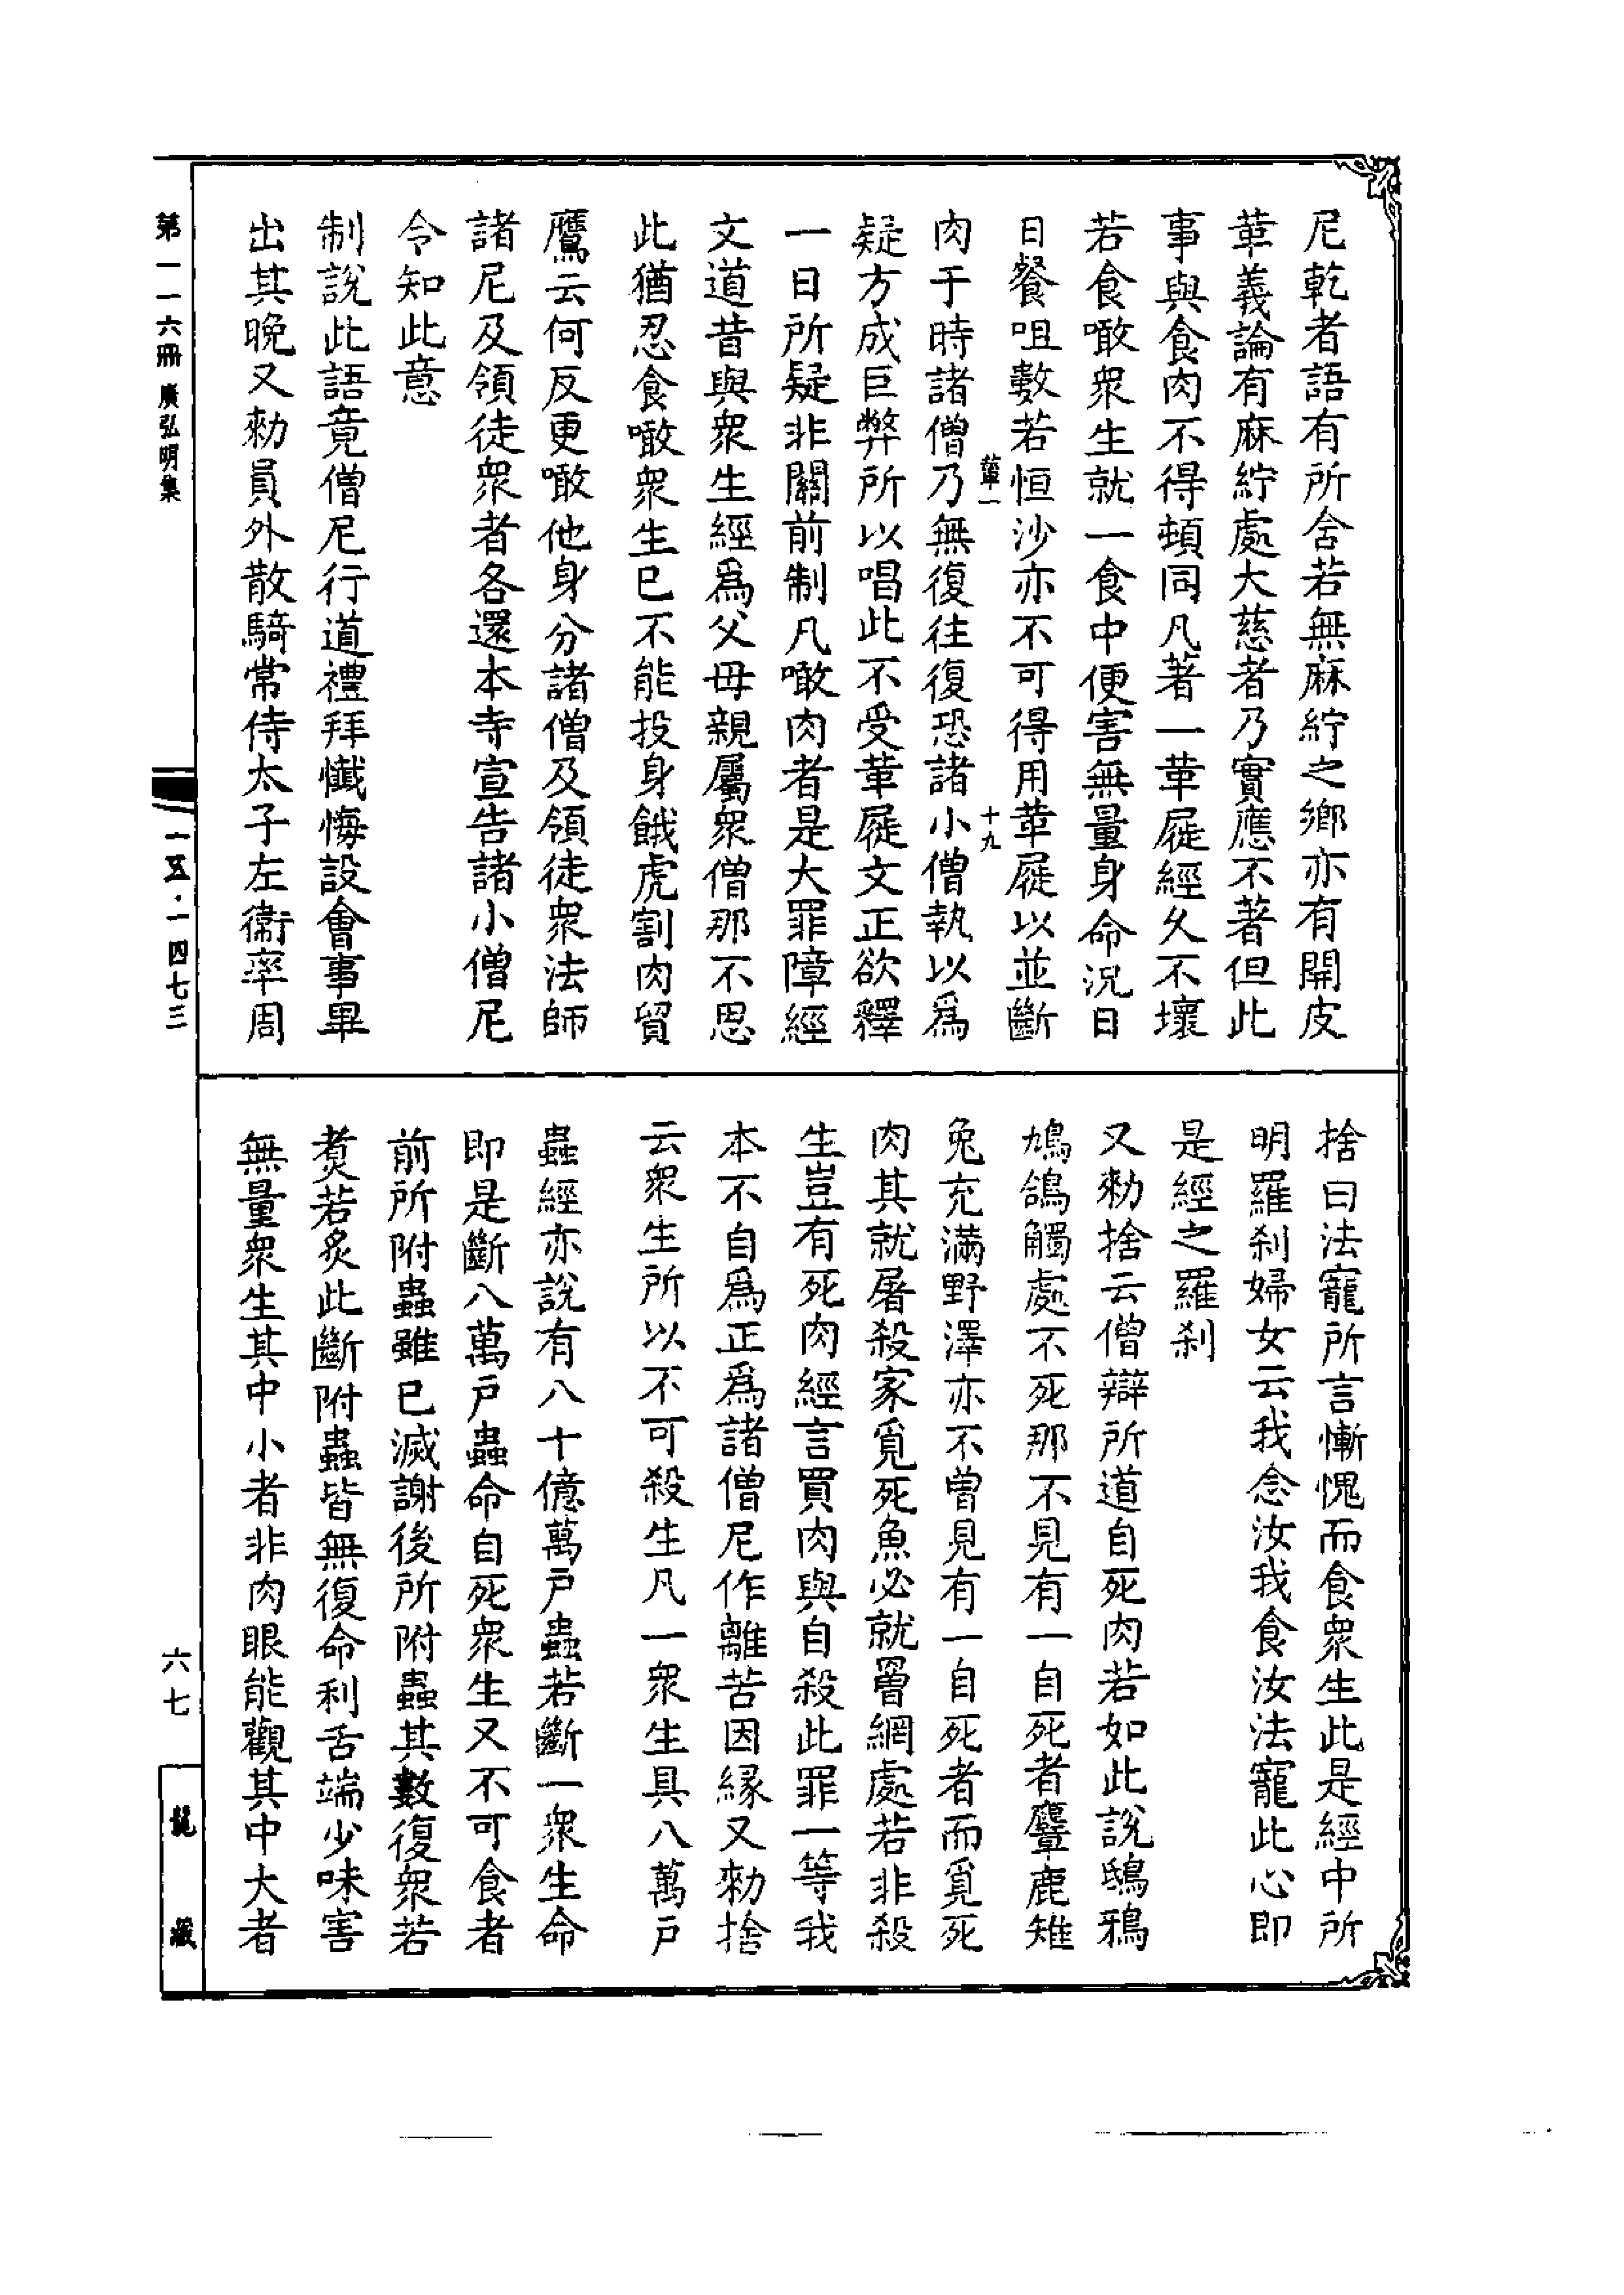 尼乾者語有所含若無麻紵之鄉亦有開皮
革義論有麻紵處大慈者乃實應不著但此
事與食肉不得頓同凡著一革屣經久不壞
若食噉衆生就一食中便害無量身命況日
日餐咀數若恒沙亦不可得用革屣以並斷
十九
肉于時諸僧乃無復往復恐諸小僧執以爲
疑方成巨弊所以唱此不受革屣文正欲釋
一日所疑非關前制凡噉肉者是大罪障經
文道昔與衆生經爲父母親屬衆僧那不思
此猶忍食噉衆生已不能投身餓虎割肉貿
鷹云何反更噉他身分諸僧及領徒衆法師
諸尼及領徒衆者各還本寺宣告諸小僧尼
令知此意
制說此語竟僧尼行道禮拜懺悔設會事畢
出其晚又勑員外散騎常侍太子左衞率周
捨曰法寵所言慚愧而食衆生此是經中所
明羅刹婦女云我念汝我食汝法寵此心即
是經之羅刹
又勑捨云僧辯所道自死肉若如此說鴟鴉
鳩鴿觸處不死那不見有一自死者麞鹿雉
兔充滿野澤亦不曾見有一自死者而覓死
肉其就屠殺家覓死魚必就罾網處若非殺
生豈有死肉經言買肉與自殺此罪一等我
本不自爲正爲諸僧尼作離苦因緣又勑捨
云衆生所以不可殺生凡一衆生具八萬戶
蟲經亦說有八十億萬戶蟲若斷一衆生命
即是斷八萬戶蟲命自死衆生又不可食者
前所附蟲雖已滅謝後所附蟲其數復衆若
煑若炙此斷附蟲皆無復命利舌端少味害
無量衆生其中小者非肉眼能觀其中大者
第一一六冊 廣弘明集
一五·一四七三
六七
龍藏